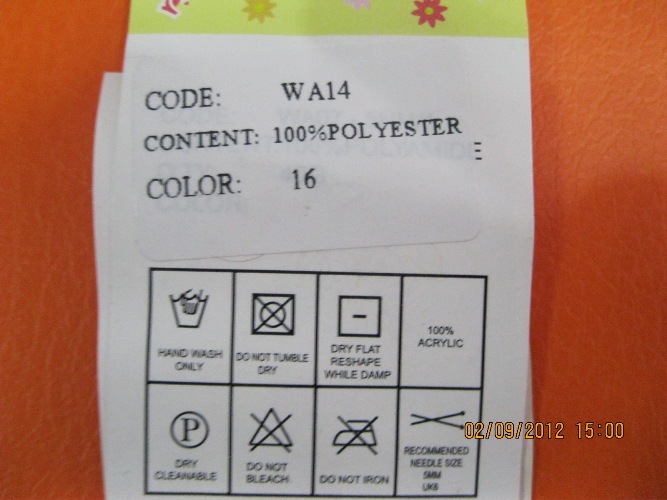 CODE: WA14
CONTENT: 100%POLYESTER
COLOR: 16
HAND WASH
ONLY
DO NOT TUMBLE
DRY
DRY FLAT
RESHAPE
WHILE DAMP
100%
ACRYLIC
P
DRY
CLEANABLE
DO NOT
BLEACH
DO NOT IRON
RECOMMENDED
NEEDLE SIZE
5MM
UK6
02/09/2012 15:00